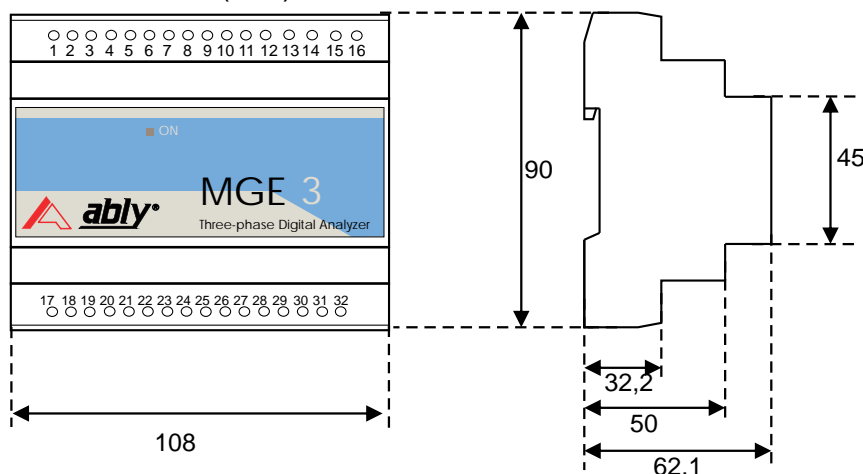 1 2 3 4 5 6 7 8 9 10 11 12 13 14 15 16
ON
MGE 3
ably
Three-phase Digital Analyzer
17 18 19 20 21 22 23 24 25 26 27 28 29 30 31 32
108
90
45
32,2
50
62,1